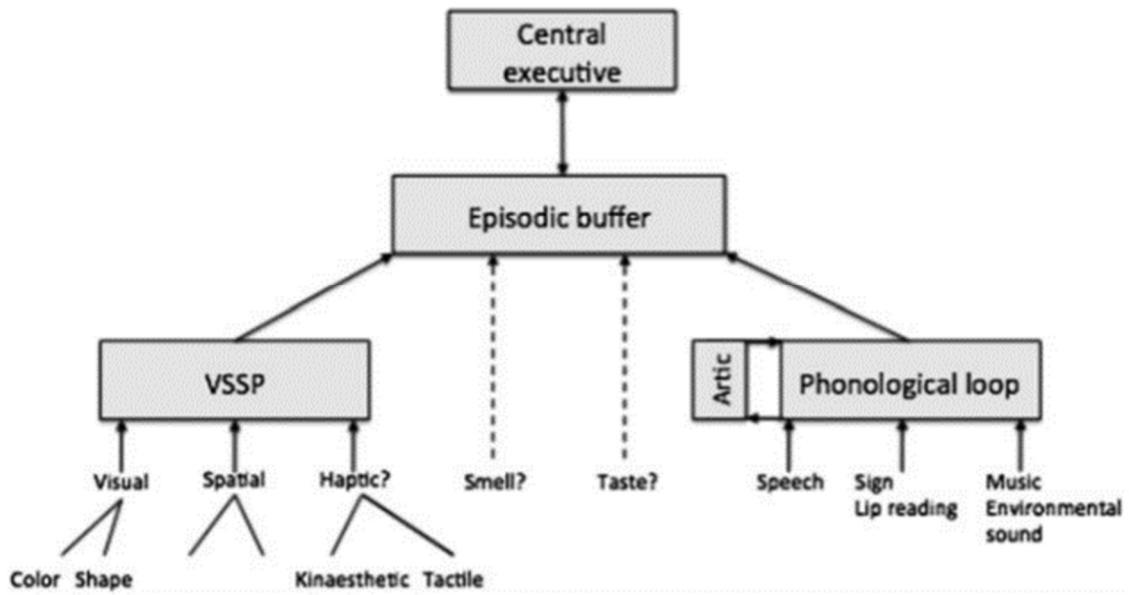 Central
executive
Episodic buffer
VSSP
Artic
Phonological loop
Visual
Spatial
Haptic?
Smell?
Taste?
Speech
Sign
Lip reading
Music
Environmental
sound
Color
Shape
Kinaesthetic
Tactile